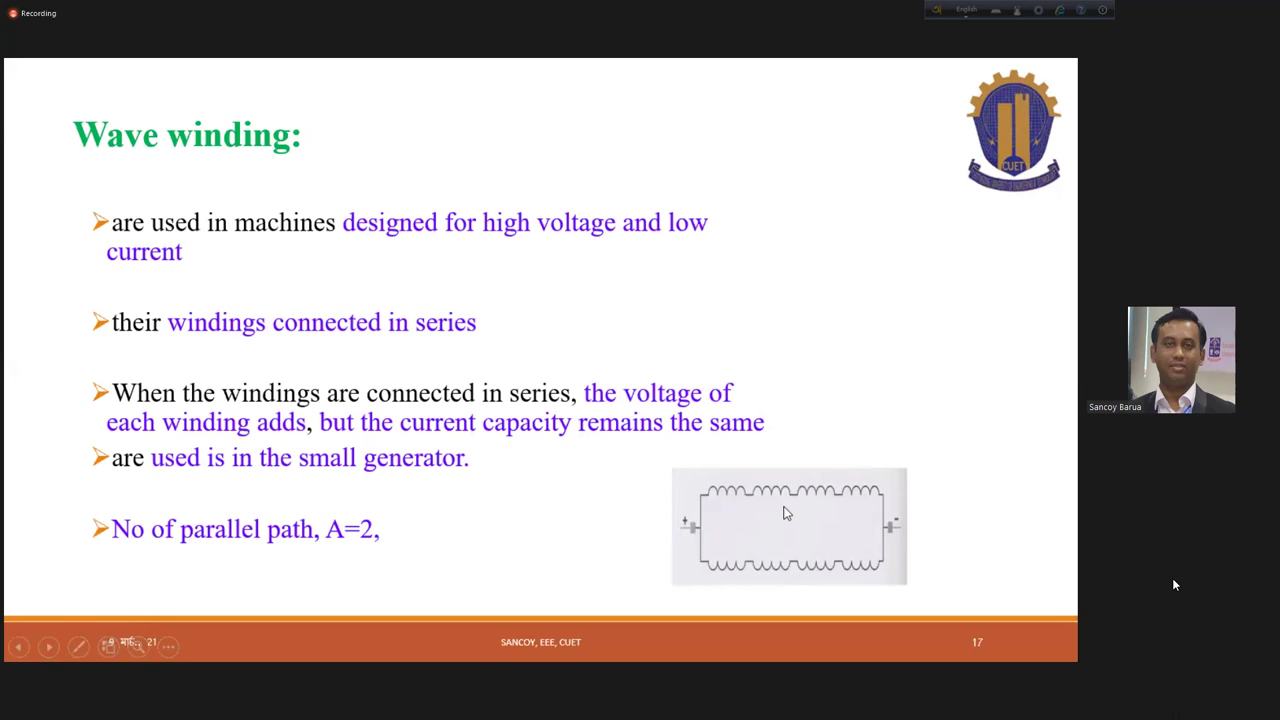 Recording
English
Wave winding:
CUET
➢are used in machines designed for high voltage and low
current
➢their windings connected in series
➢When the windings are connected in series, the voltage of
each winding adds, but the current capacity remains the same
➢are used is in the small generator.
+ -
➢No of parallel path, A=2,
Sancoy Barua
9 মার্চ, 21
SANCOY, EEE, CUET
17